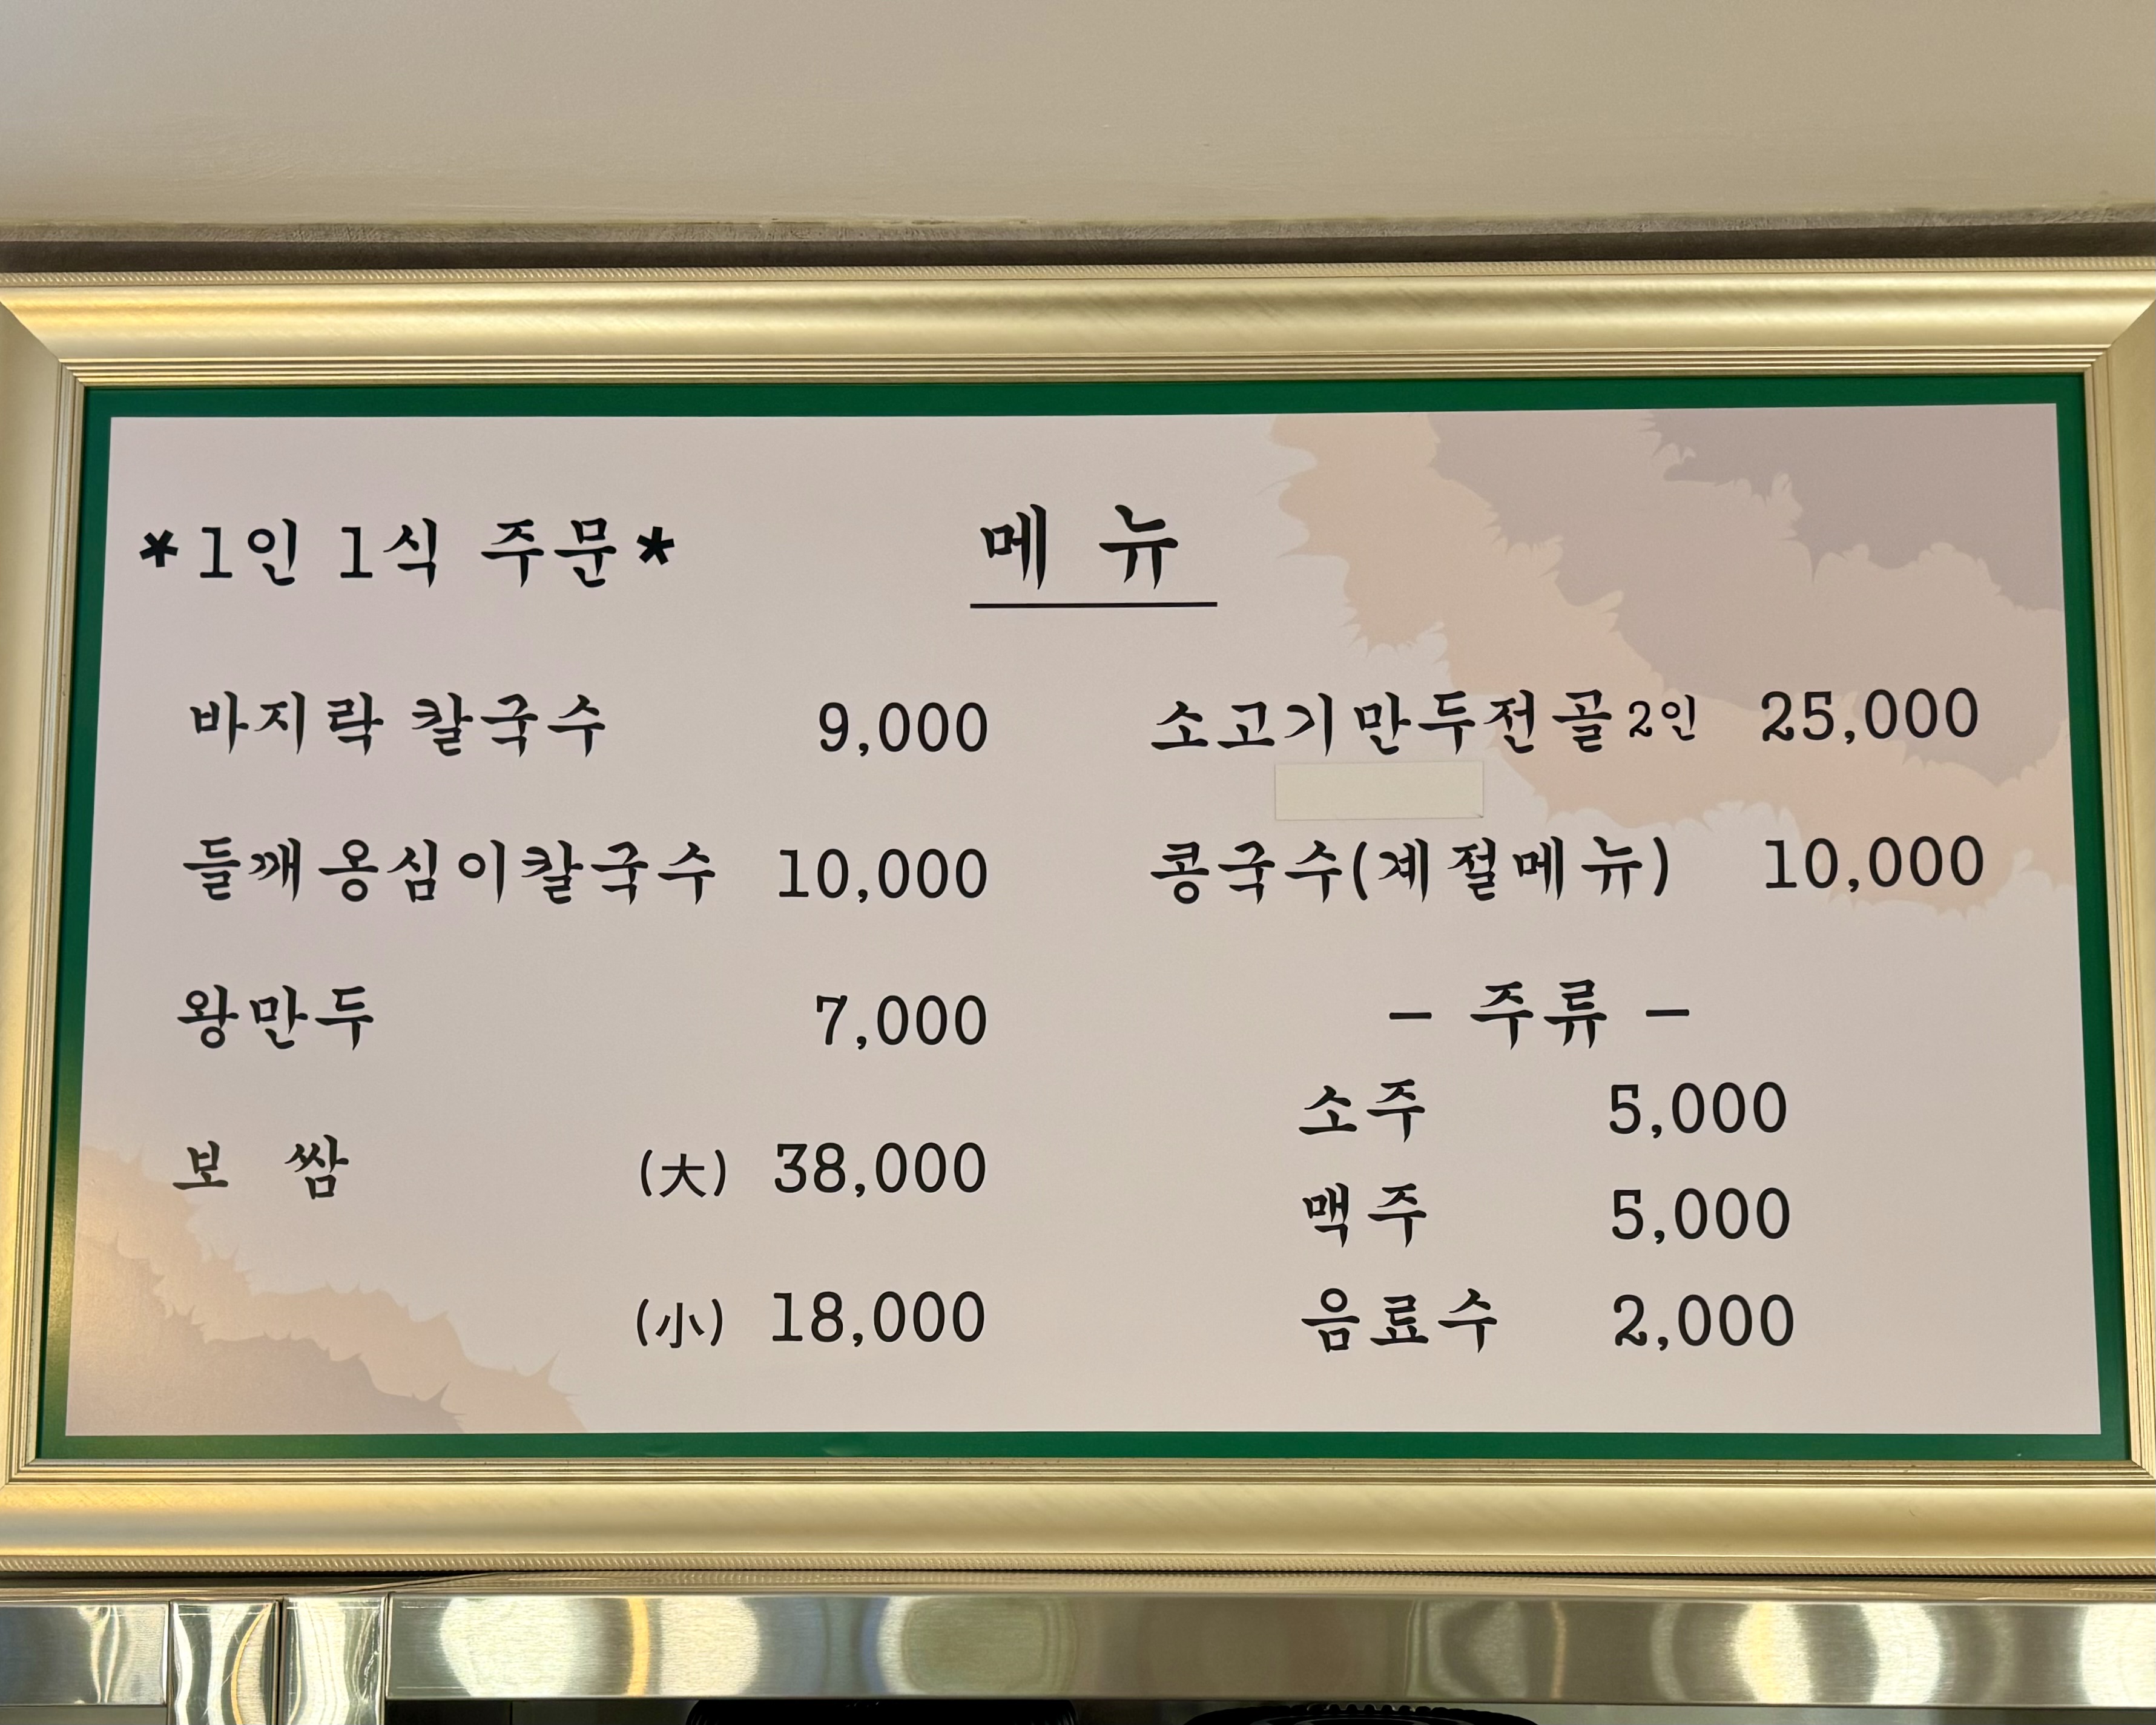 *1인 1식 주문*
메 뉴
바지락 칼국수 9,000
들깨옹심이칼국수 10,000
왕만두 7,000
보 쌈 (大) 38,000
(小) 18,000
소고기만두전골 2인 25,000
콩국수(계절메뉴) 10,000
- 주류 -
소주 5,000
맥주 5,000
음료수 2,000